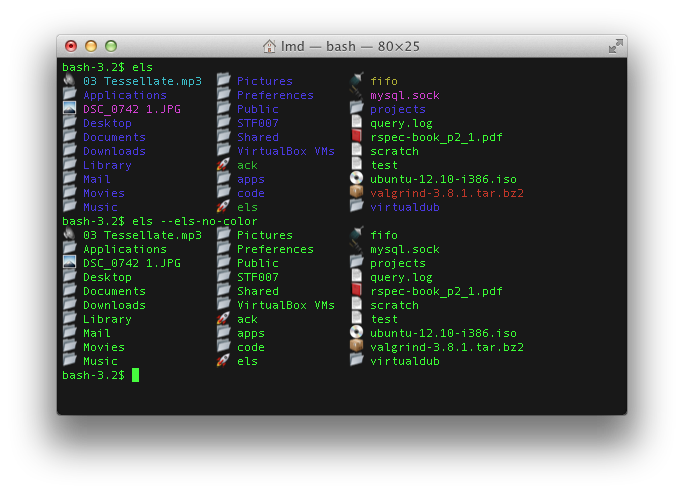 lmd — bash — 80×25
bash-3.2$ els
03 Tessellate.mp3 Pictures fifo
Applications Preferences mysql.sock
DSC_0742 1.JPG Public projects
Desktop STF007 query.log
Documents Shared rspec-book_p2_1.pdf
Downloads VirtualBox VMs scratch
Library ack test
Mail apps ubuntu-12.10-i386.iso
Movies code valgrind-3.8.1.tar.bz2
Music els virtualdub
bash-3.2$ els --els-no-color
03 Tessellate.mp3 Pictures fifo
Applications Preferences mysql.sock
DSC_0742 1.JPG Public projects
Desktop STF007 query.log
Documents Shared rspec-book_p2_1.pdf
Downloads VirtualBox VMs scratch
Library ack test
Mail apps ubuntu-12.10-i386.iso
Movies code valgrind-3.8.1.tar.bz2
Music els virtualdub
bash-3.2$